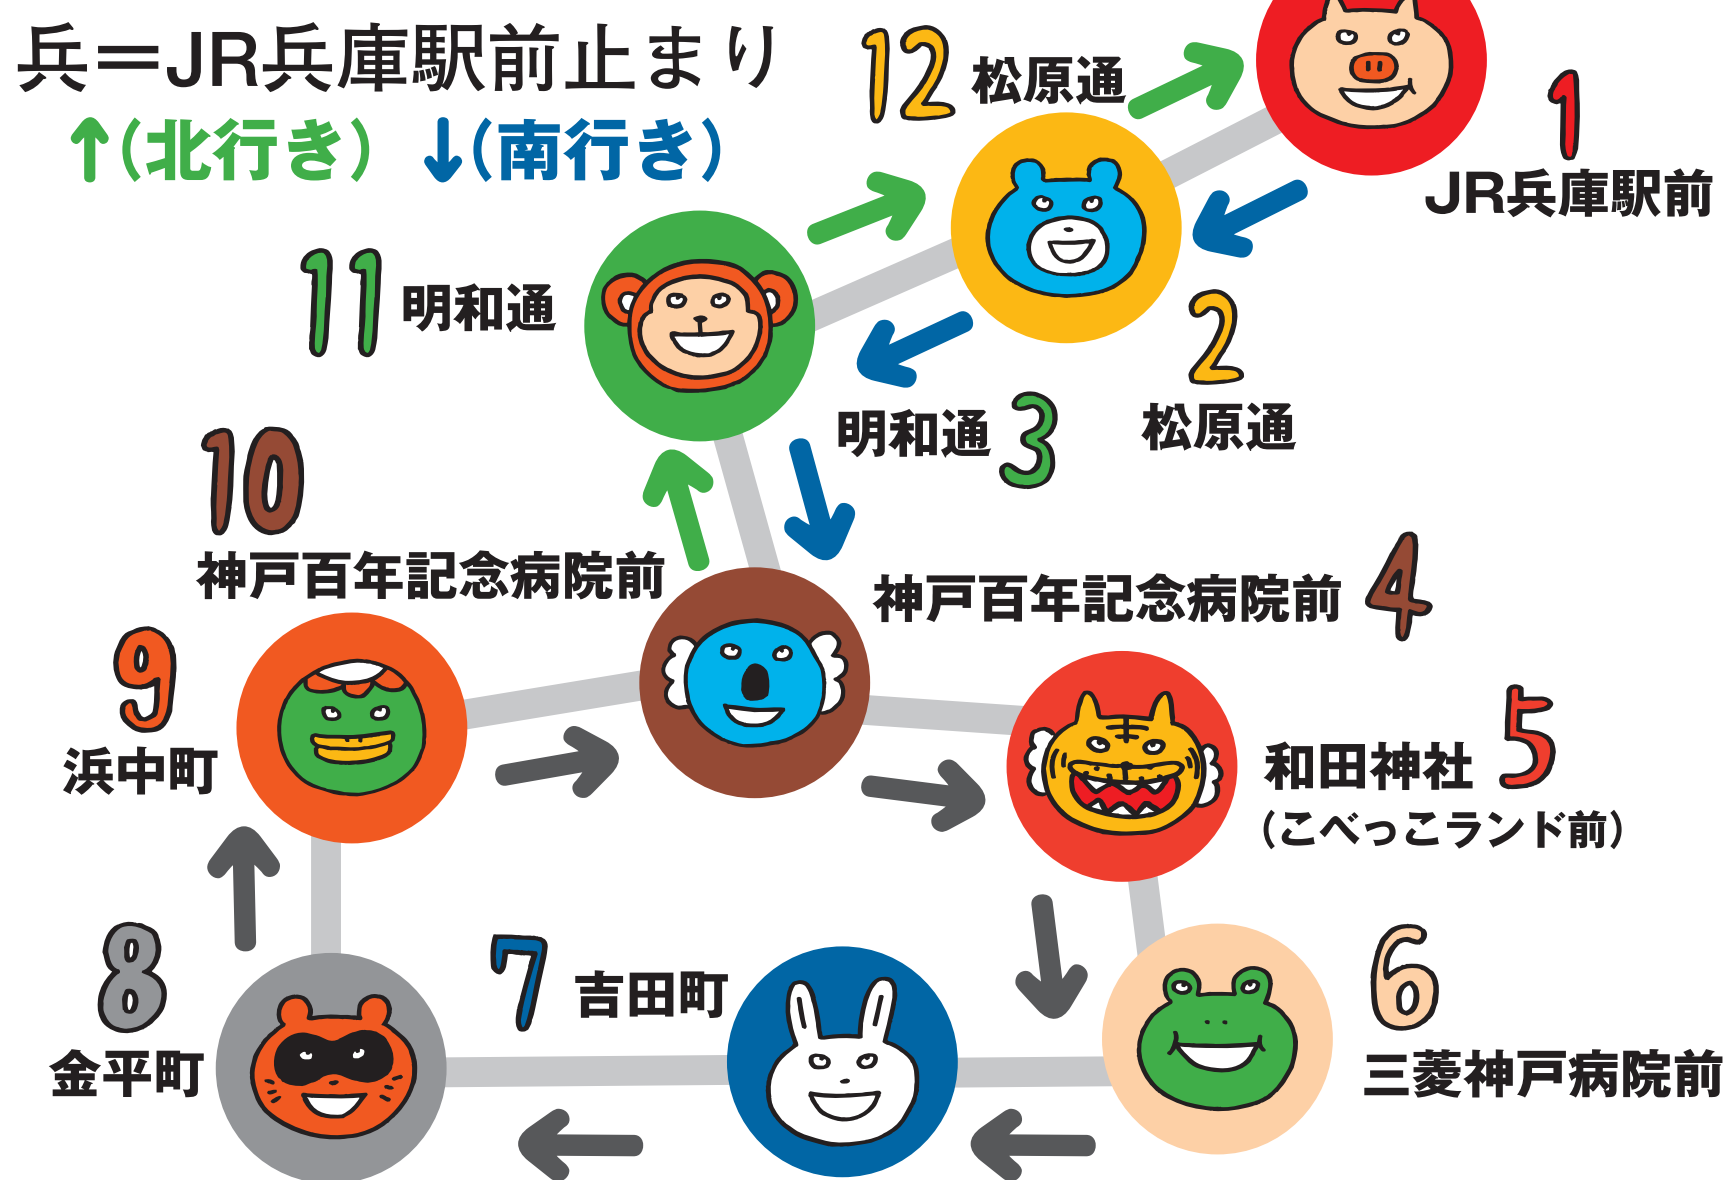 兵＝JR兵庫駅前止まり
↑(北行き) ↓(南行き)
1
JR兵庫駅前
12 松原通
2
松原通
11 明和通
明和通 3
10
神戸百年記念病院前
神戸百年記念病院前 4
9
浜中町
和田神社 5
（こべっこランド前）
8
金平町
7 吉田町
6
三菱神戸病院前